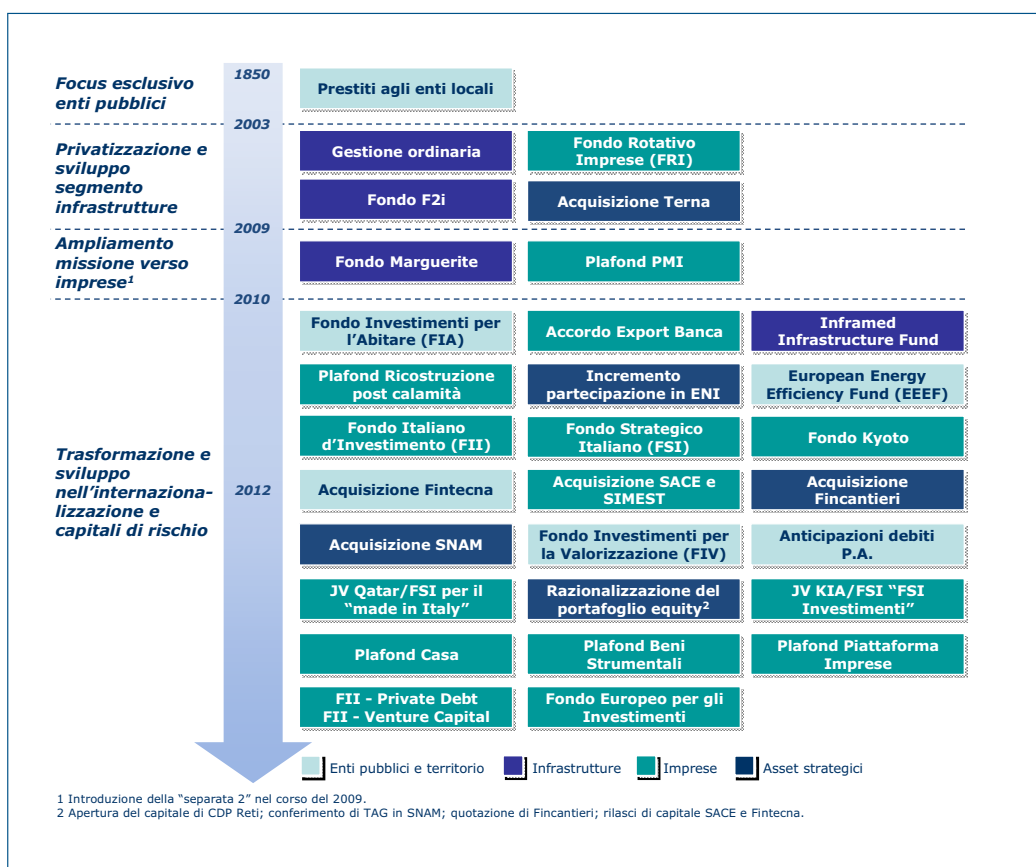 1850
Focus esclusivo
enti pubblici
Prestiti agli enti locali
2003
Privatizzazione e
sviluppo
segmento
infrastrutture
Gestione ordinaria
Fondo Rotativo
Imprese (FRI)
Fondo F2i
Acquisizione Terna
2009
Ampliamento
missione verso
imprese¹
Fondo Marguerite
Plafond PMI
2010
Trasformazione e
sviluppo
nell’internaziona-
lizzazione e
capitali di rischio
Fondo Investimenti per
l’Abitare (FIA)
Accordo Export Banca
Inframed
Infrastructure Fund
Plafond Ricostruzione
post calamità
Incremento
partecipazione in ENI
European Energy
Efficiency Fund (EEEF)
Fondo Italiano
d’Investimento (FII)
Fondo Strategico
Italiano (FSI)
Fondo Kyoto
2012
Acquisizione Fintecna
Acquisizione SACE e
SIMEST
Acquisizione
Fincantieri
Acquisizione SNAM
Fondo Investimenti per
la Valorizzazione (FIV)
Anticipazioni debiti
P.A.
JV Qatar/FSI per il
“made in Italy”
Razionalizzazione del
portafoglio equity²
JV KIA/FSI “FSI
Investimenti”
Plafond Casa
Plafond Beni
Strumentali
Plafond Piattaforma
Imprese
FII - Private Debt
FII - Venture Capital
Fondo Europeo per gli
Investimenti
Enti pubblici e territorio
Infrastrutture
Imprese
Asset strategici
1 Introduzione della “separata 2” nel corso del 2009.
2 Apertura del capitale di CDP Reti; conferimento di TAG in SNAM; quotazione di Fincantieri; rilasci di capitale SACE e Fintecna.